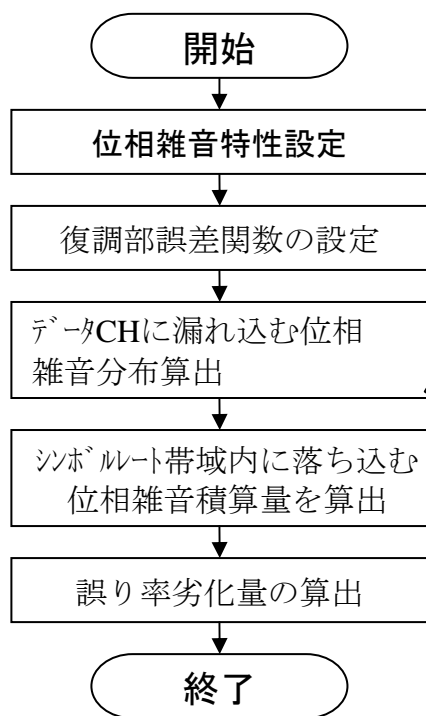 開始
位相雑音特性設定
復調部誤差関数の設定
ﾃﾞｰﾀCHに漏れ込む位相
雑音分布算出
ｼﾝﾎﾞﾙﾚｰﾄ帯域内に落ち込む
位相雑音積算量を算出
誤り率劣化量の算出
終了